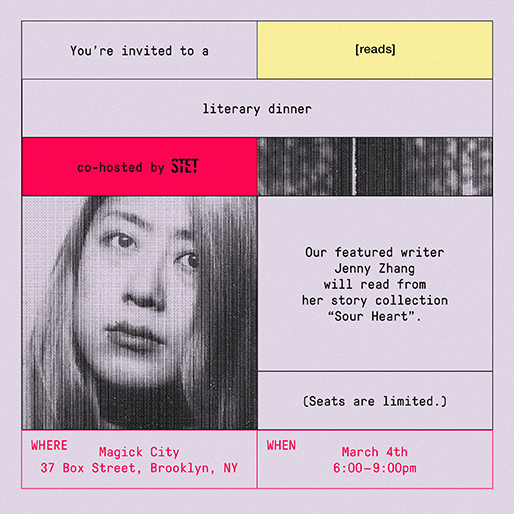 You're invited to a
[reads]
literary dinner
co-hosted by STET
Our featured writer
Jenny Zhang
will read from
her story collection
“Sour Heart”.
(Seats are limited.)
WHERE
Magick City
37 Box Street, Brooklyn, NY
WHEN
March 4th
6:00–9:00pm